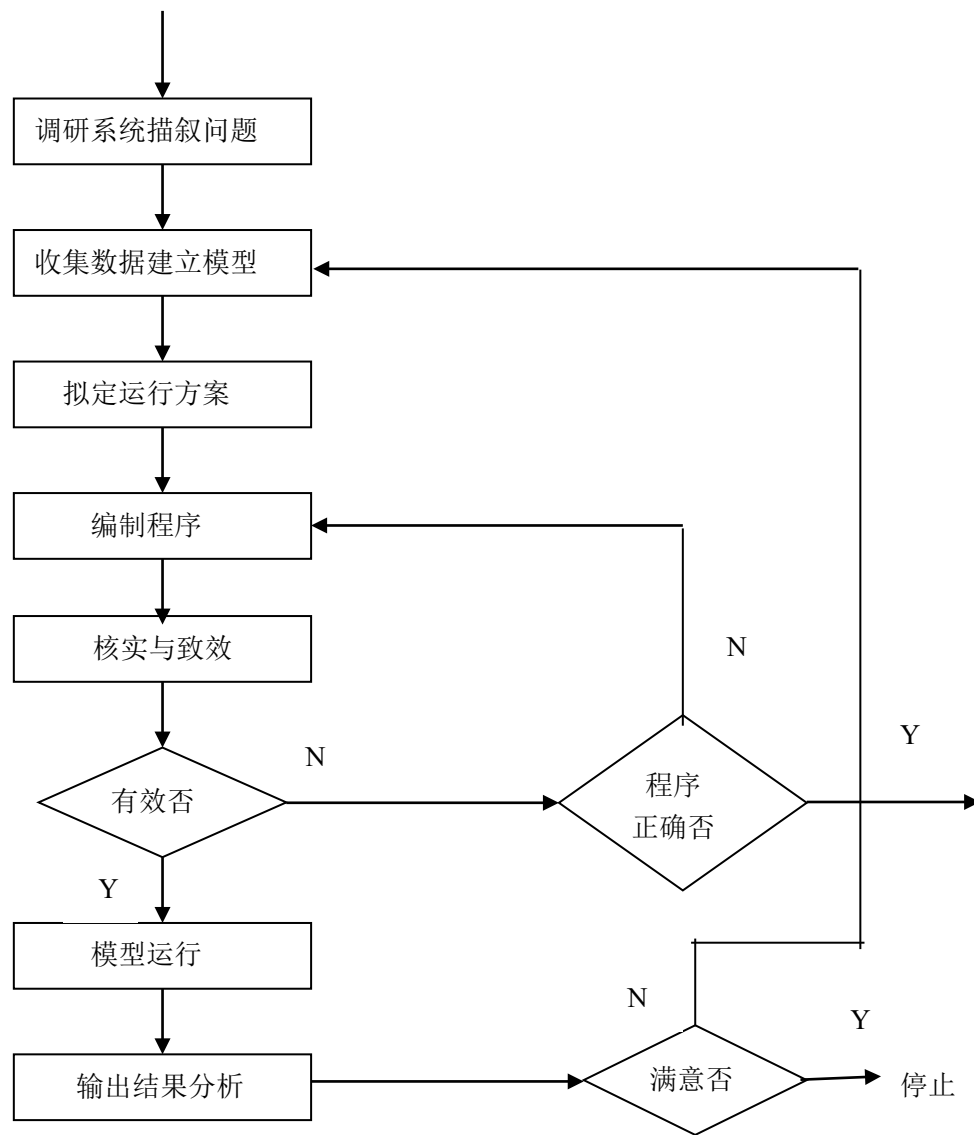 调研系统描叙问题
收集数据建立模型
拟定运行方案
编制程序
核实与致效
N
N
Y
有效否
程序
正确否
Y
模型运行
N
Y
输出结果分析
满意否
停止